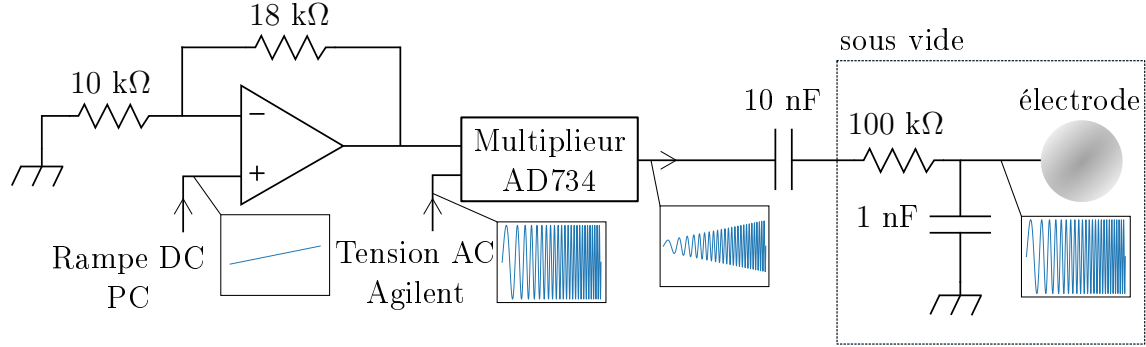 18 kΩ
10 kΩ
−
+
Rampe DC
PC
Multiplieur
AD734
Tension AC
Agilent
10 nF
sous vide
100 kΩ
électrode
1 nF